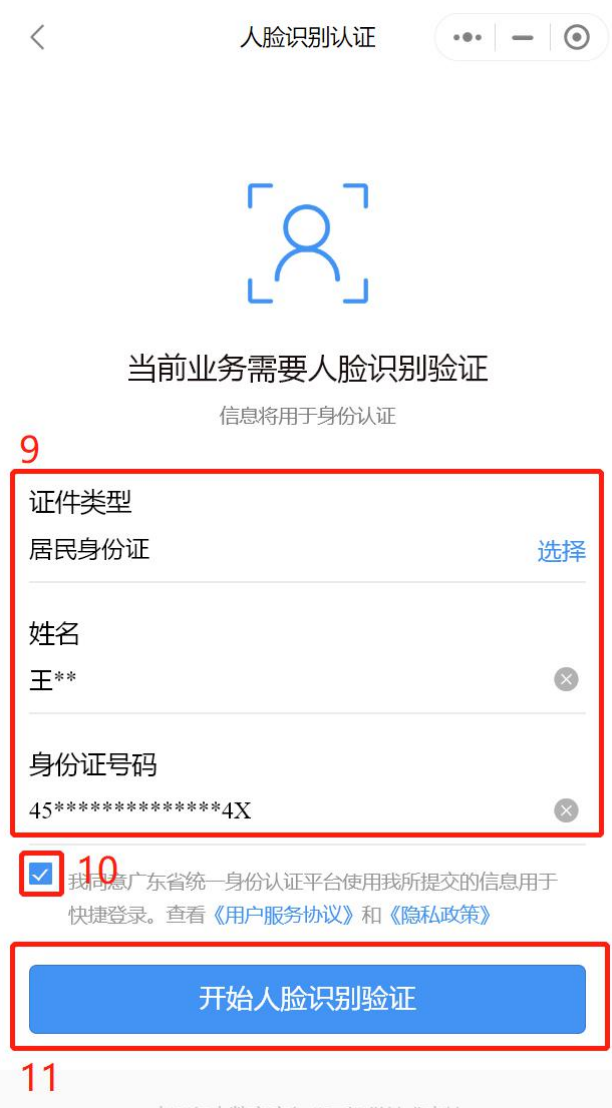 人脸识别认证
当前业务需要人脸识别验证
信息将用于身份认证
9
证件类型
居民身份证 选择
姓名
王**
身份证号码
45**************4X
10
我同意广东省统一身份认证平台使用我所提交的信息用于
快捷登录。查看《用户服务协议》和《隐私政策》
开始人脸识别验证
11